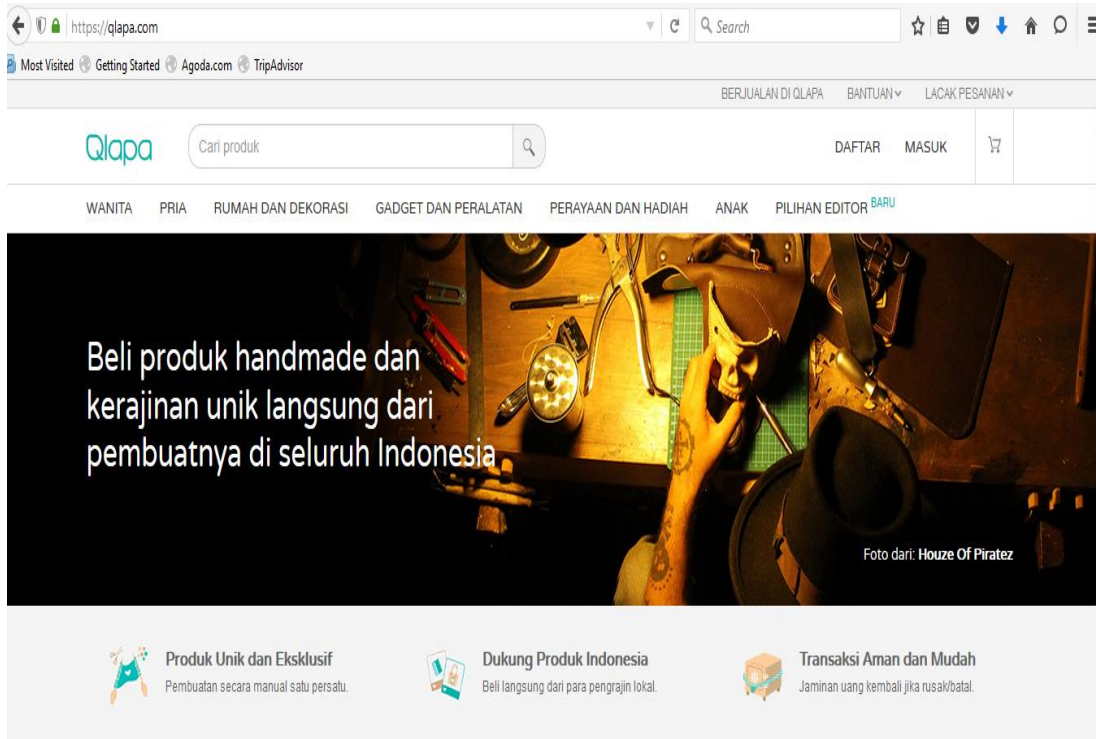 https://qlapa.com
Search
Most Visited Getting Started Agoda.com TripAdvisor
BERJUALAN DI QLAPA BANTUAN LACAK PESANAN
Qlapa Cari produk DAFTAR MASUK
WANITA PRIA RUMAH DAN DEKORASI GADGET DAN PERALATAN PERAYAAN DAN HADIAH ANAK PILIHAN EDITOR BARU
Beli produk handmade dan
kerajinan unik langsung dari
pembuatnya di seluruh Indonesia
Foto dari: Houze Of Piratez
Produk Unik dan Eksklusif
Pembuatan secara manual satu persatu.
Dukung Produk Indonesia
Beli langsung dari para pengrajin lokal.
Transaksi Aman dan Mudah
Jaminan uang kembali jika rusak/batal.